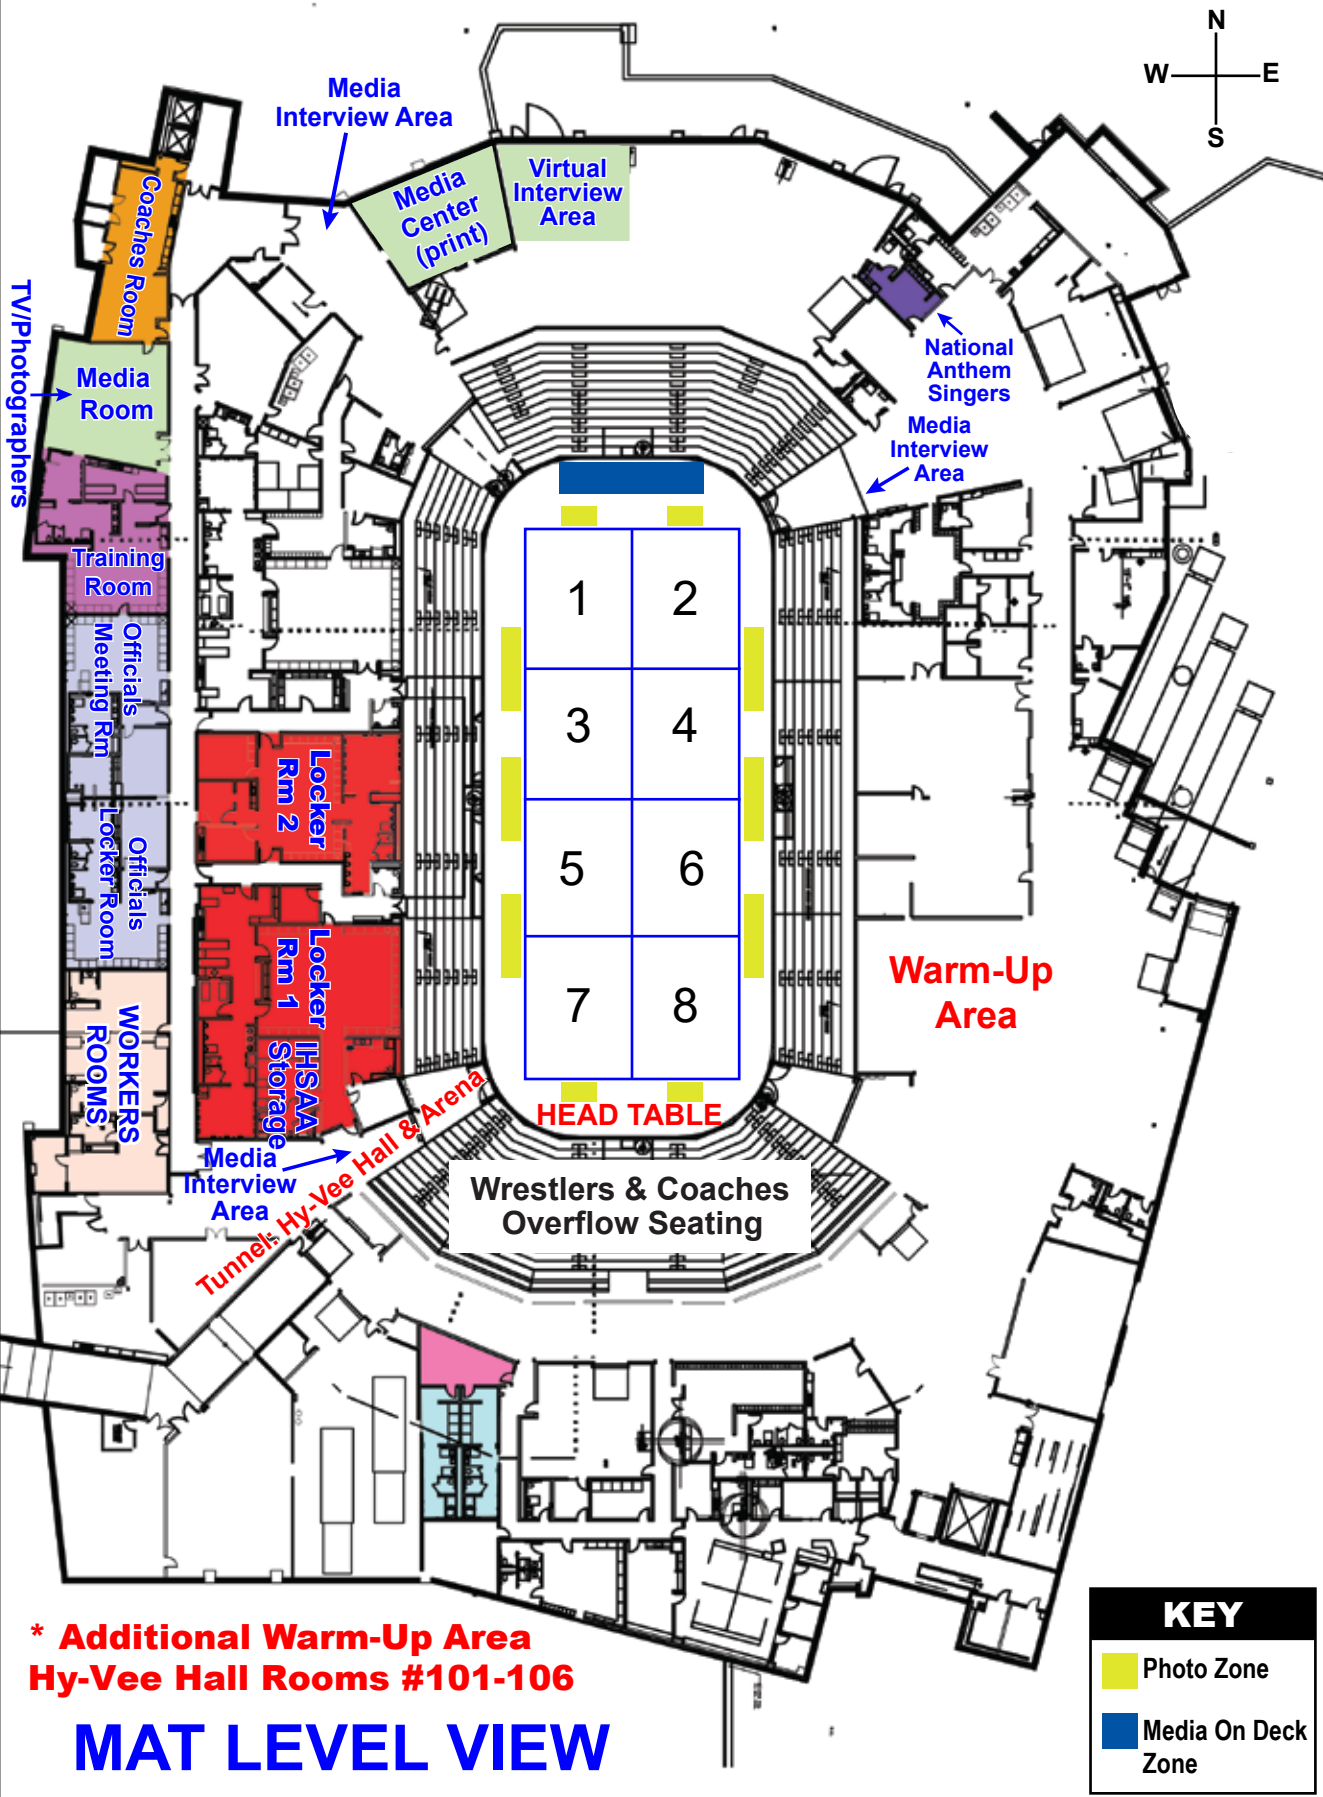 N
W
E
S
Media
Interview Area
Virtual
Interview
Area
Media
Center
(print)
Coaches Room
TV/Photographers
Media
Room
National
Anthem
Singers
Media
Interview
Area
Training
Room
Officials
Meeting Rm
Officials
Locker Room
Locker
Rm 2
Locker
Rm 1
IHSAA
Storage
WORKERS
ROOMS
1
2
3
4
5
6
7
8
Warm-Up
Area
HEAD TABLE
Media
Interview
Area
Tunnel: Hy-Vee Hall & Arena
Wrestlers & Coaches
Overflow Seating
* Additional Warm-Up Area
Hy-Vee Hall Rooms #101-106
MAT LEVEL VIEW
KEY
Photo Zone
Media On Deck
Zone